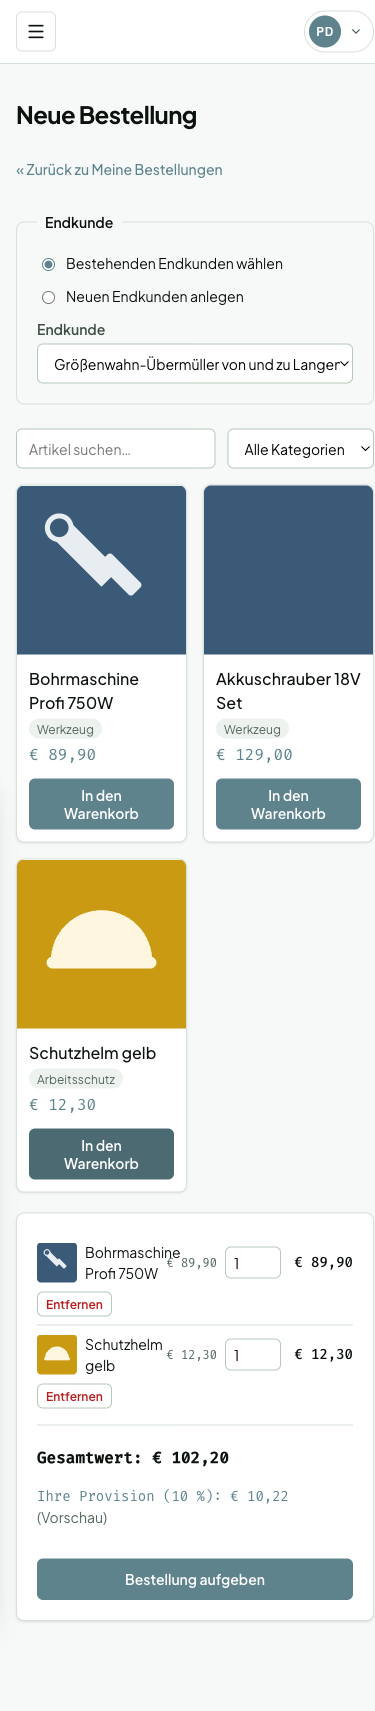 PD
Neue Bestellung
« Zurück zu Meine Bestellungen
Endkunde
Bestehenden Endkunden wählen
Neuen Endkunden anlegen
Endkunde
Größenwahn-Übermüller von und zu Langer
Artikel suchen...
Alle Kategorien
Bohrmaschine
Profi 750W
Werkzeug
€ 89,90
In den
Warenkorb
Akkuschrauber 18V
Set
Werkzeug
€ 129,00
In den
Warenkorb
Schutzhelm gelb
Arbeitsschutz
€ 12,30
In den
Warenkorb
Bohrmaschine
Profi 750W
€ 89,90
1
€ 89,90
Entfernen
Schutzhelm
gelb
€ 12,30
1
€ 12,30
Entfernen
Gesamtwert: € 102,20
Ihre Provision (10 %): € 10,22
(Vorschau)
Bestellung aufgeben